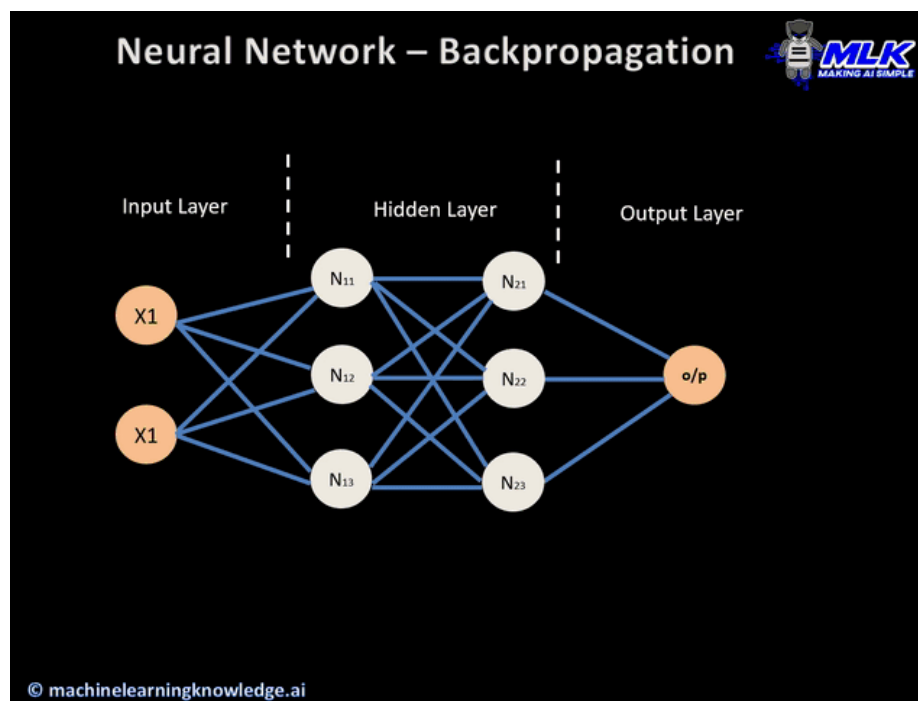 Neural Network – Backpropagation
MLK
MAKING AI SIMPLE
Input Layer
Hidden Layer
Output Layer
N11
N21
X1
N12
N22
o/p
X1
N13
N23
© machinelearningknowledge.ai